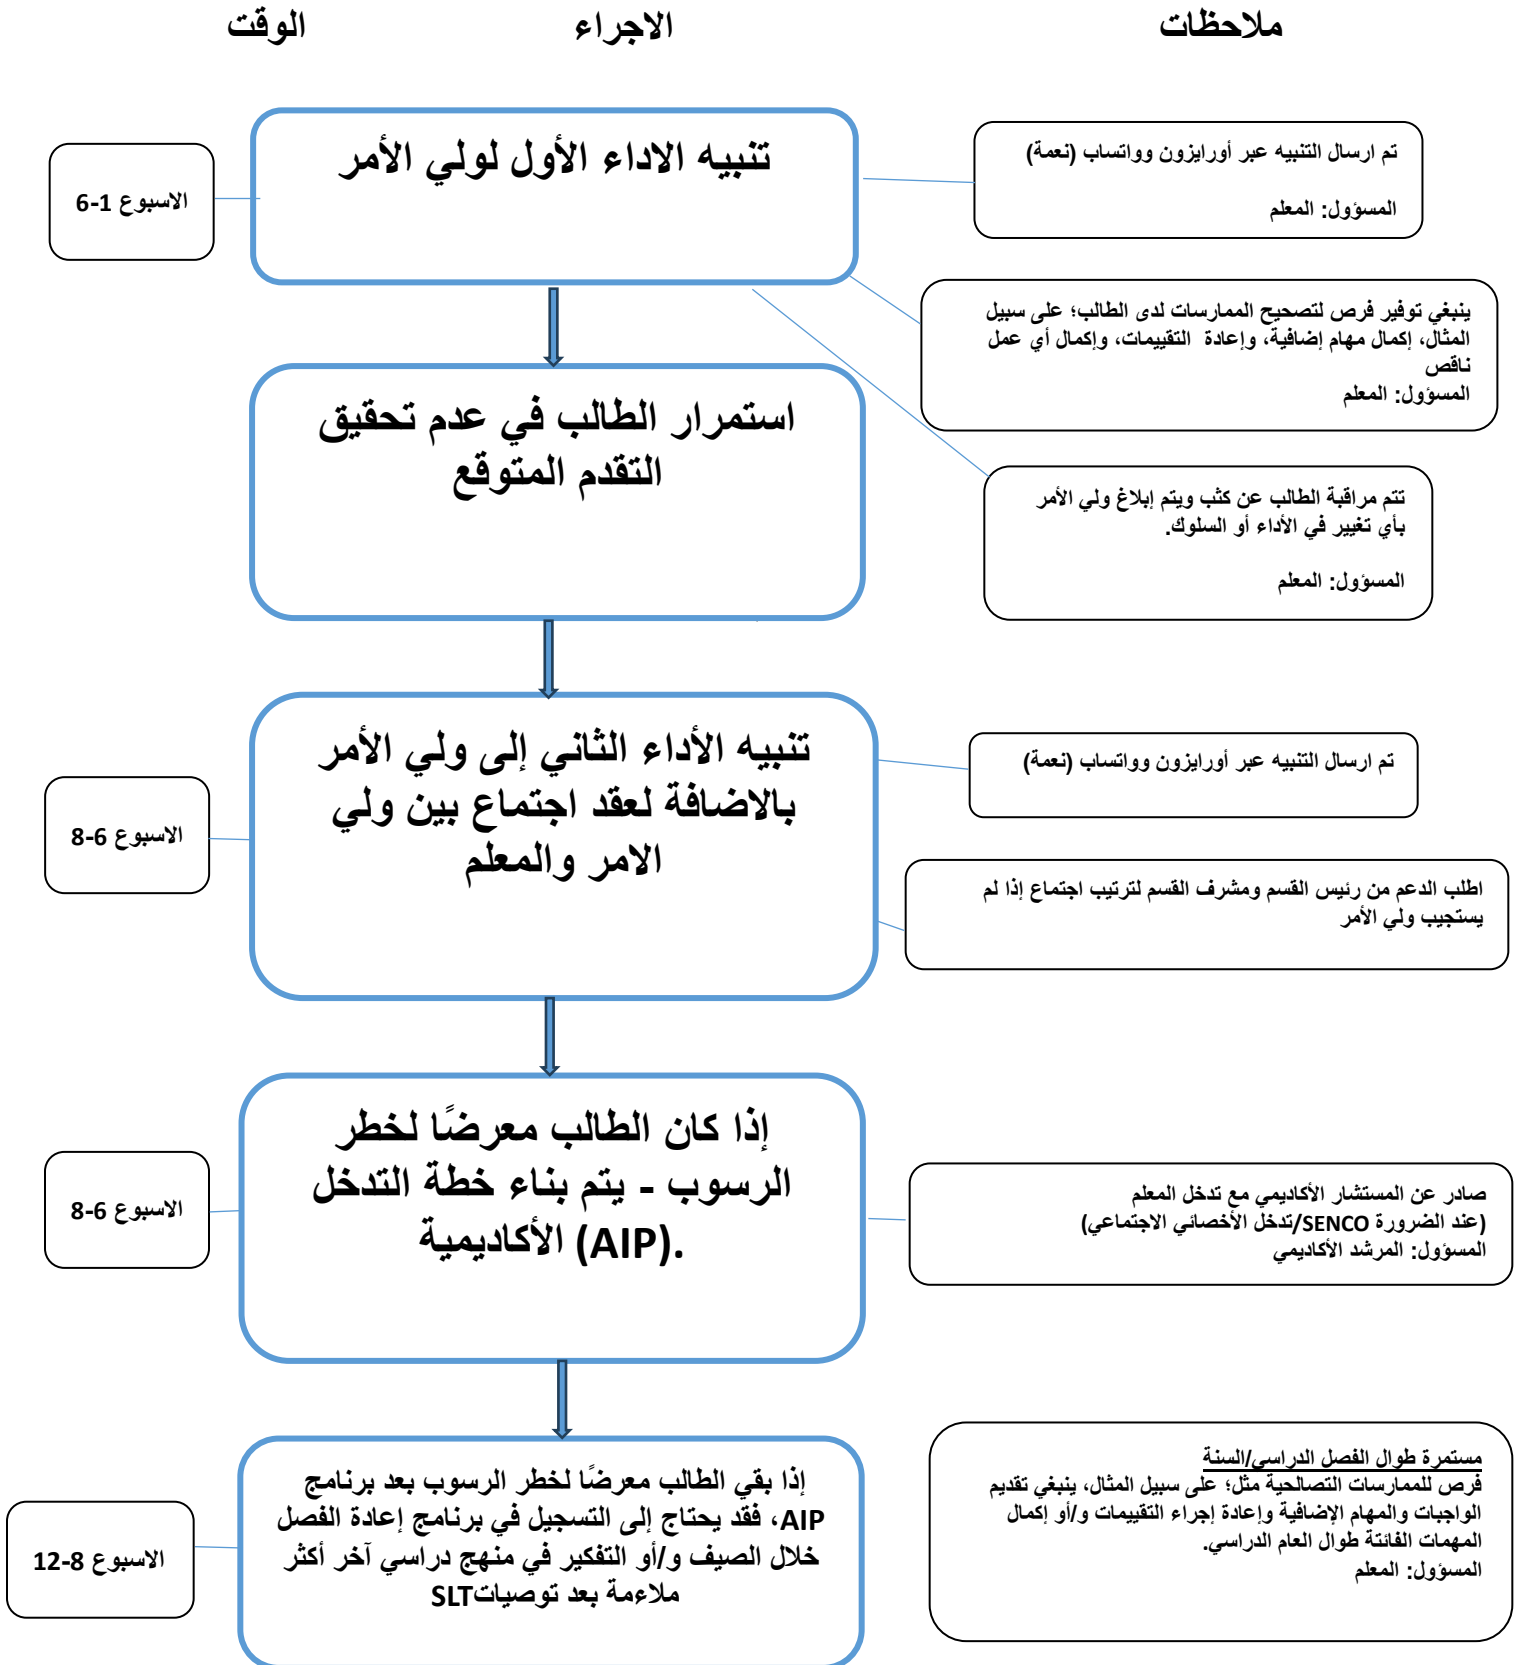 ملاحظات
الاجراء
الوقت
تنبيه الاداء الأول لولي الأمر
الاسبوع 1-6
تم ارسال التنبيه عبر أورايزون وواتساب (نعمة)
المسؤول: المعلم
ينبغي توفير فرص لتصحيح الممارسات لدى الطالب؛ على سبيل
المثال، إكمال مهام إضافية، وإعادة التقييمات، وإكمال أي عمل
ناقص
المسؤول: المعلم
تتم مراقبة الطالب عن كثب ويتم إبلاغ ولي الأمر
بأي تغيير في الأداء أو السلوك.
المسؤول: المعلم
استمرار الطالب في عدم تحقيق
التقدم المتوقع
تنبيه الأداء الثاني إلى ولي الأمر
بالاضافة لعقد اجتماع بين ولي
الامر والمعلم
الاسبوع 6-8
تم ارسال التنبيه عبر أورايزون وواتساب (نعمة)
اطلب الدعم من رئيس القسم ومشرف القسم لترتيب اجتماع إذا لم
يستجيب ولي الأمر
إذا كان الطالب معرضًا لخطر
الرسوب - يتم بناء خطة التدخل
الأكاديمية (AIP).
الاسبوع 6-8
صادر عن المستشار الأكاديمي مع تدخل المعلم
(عند الضرورة SENCO/تدخل الأخصائي الاجتماعي)
المسؤول: المرشد الأكاديمي
إذا بقي الطالب معرضًا لخطر الرسوب بعد برنامج
AIP، فقد يحتاج إلى التسجيل في برنامج إعادة الفصل
خلال الصيف و/أو التفكير في منهج دراسي آخر أكثر
ملاءمة بعد توصياتSLT
الاسبوع 8-12
مستمرة طوال الفصل الدراسي/السنة
فرص للممارسات التصالحية مثل؛ على سبيل المثال، ينبغي تقديم
الواجبات والمهام الإضافية وإعادة إجراء التقييمات و/أو إكمال
المهمات الفائتة طوال العام الدراسي.
المسؤول: المعلم